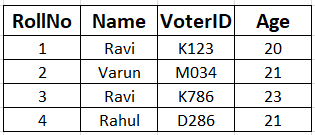 RollNo Name VoterID Age
1 Ravi K123 20
2 Varun M034 21
3 Ravi K786 23
4 Rahul D286 21